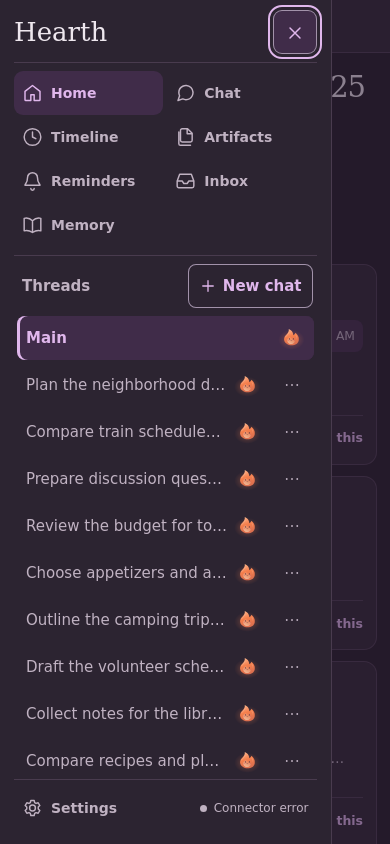 Hearth
Home
Chat
Timeline
Artifacts
Reminders
Inbox
Memory
Threads
New chat
Main
Plan the neighborhood d...
Compare train schedule...
Prepare discussion ques...
Review the budget for to...
Choose appetizers and a...
Outline the camping trip...
Draft the volunteer sche...
Collect notes for the libr...
Compare recipes and pl...
Settings
Connector error
25
AM
this
this
...
this